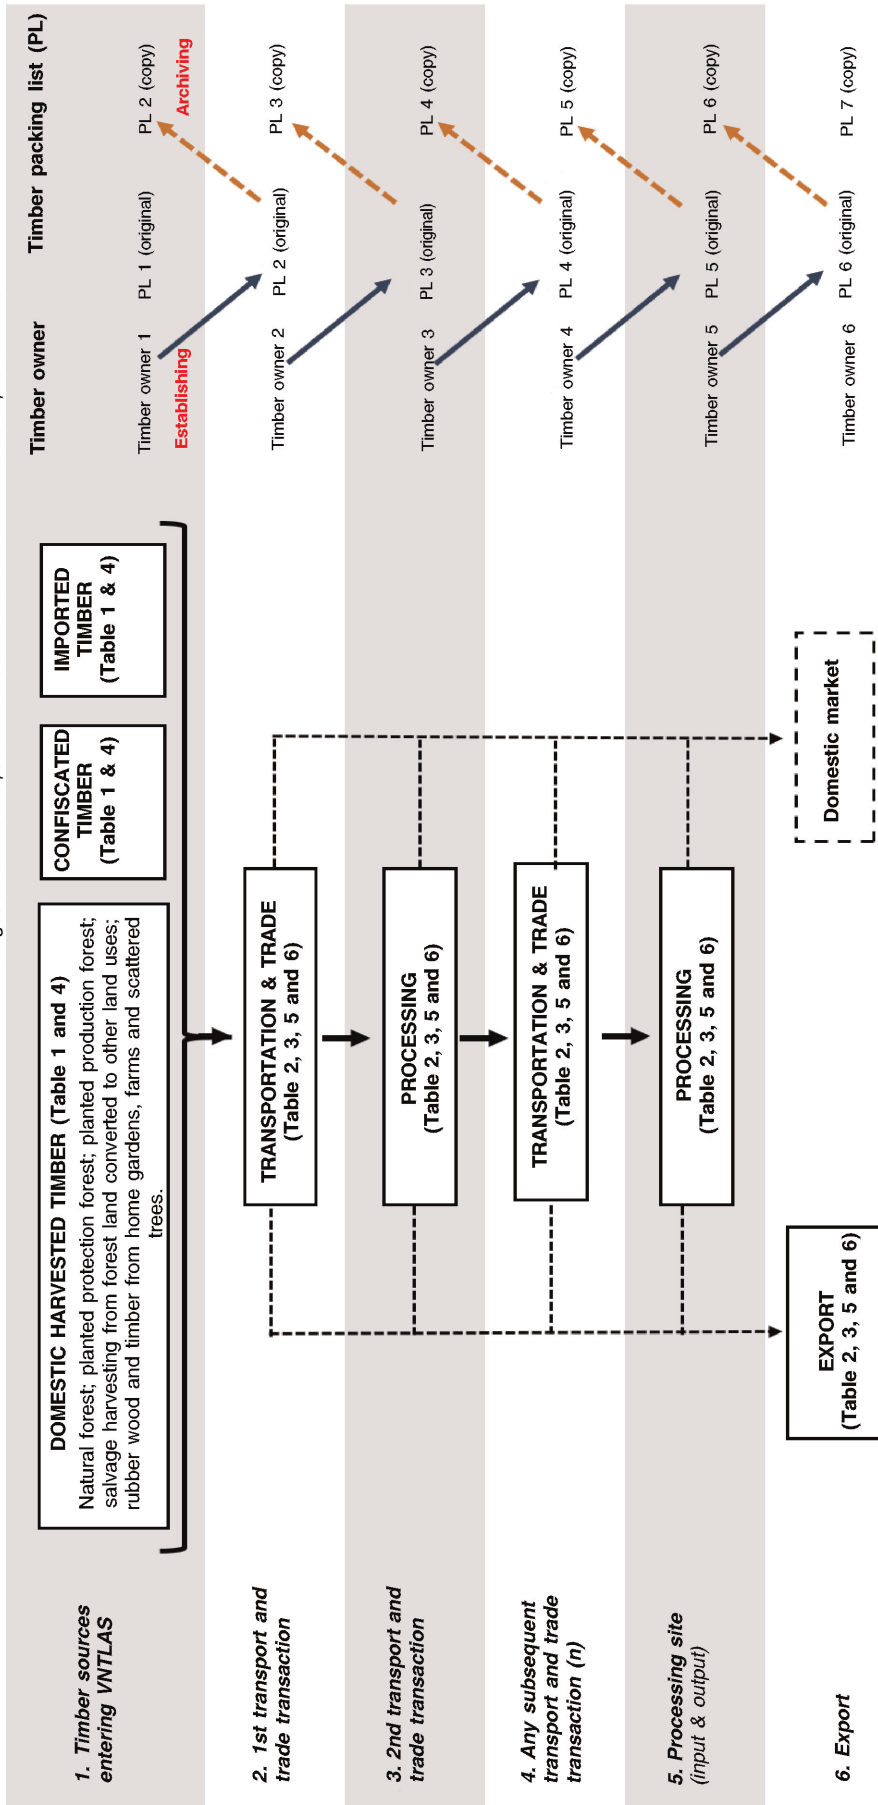 Timber owner
Timber packing list (PL)
1. Timber sources
entering VNTLAS
DOMESTIC HARVESTED TIMBER (Table 1 and 4)
Natural forest; planted protection forest; planted production forest;
salvage harvesting from forest land converted to other land uses;
rubber wood and timber from home gardens, farms and scattered
trees.
CONFISCATED
TIMBER
(Table 1 & 4)
IMPORTED
TIMBER
(Table 1 & 4)
Timber owner 1
PL 1 (original)
PL 2 (copy)
Establishing
Archiving
2. 1st transport and
trade transaction
TRANSPORTATION & TRADE
(Table 2, 3, 5 and 6)
Timber owner 2
PL 2 (original)
PL 3 (copy)
3. 2nd transport and
trade transaction
PROCESSING
(Table 2, 3, 5 and 6)
Timber owner 3
PL 3 (original)
PL 4 (copy)
4. Any subsequent
transport and trade
transaction (n)
TRANSPORTATION & TRADE
(Table 2, 3, 5 and 6)
Timber owner 4
PL 4 (original)
PL 5 (copy)
5. Processing site
(input & output)
PROCESSING
(Table 2, 3, 5 and 6)
Timber owner 5
PL 5 (original)
PL 6 (copy)
6. Export
EXPORT
(Table 2, 3, 5 and 6)
Domestic market
Timber owner 6
PL 6 (original)
PL 7 (copy)